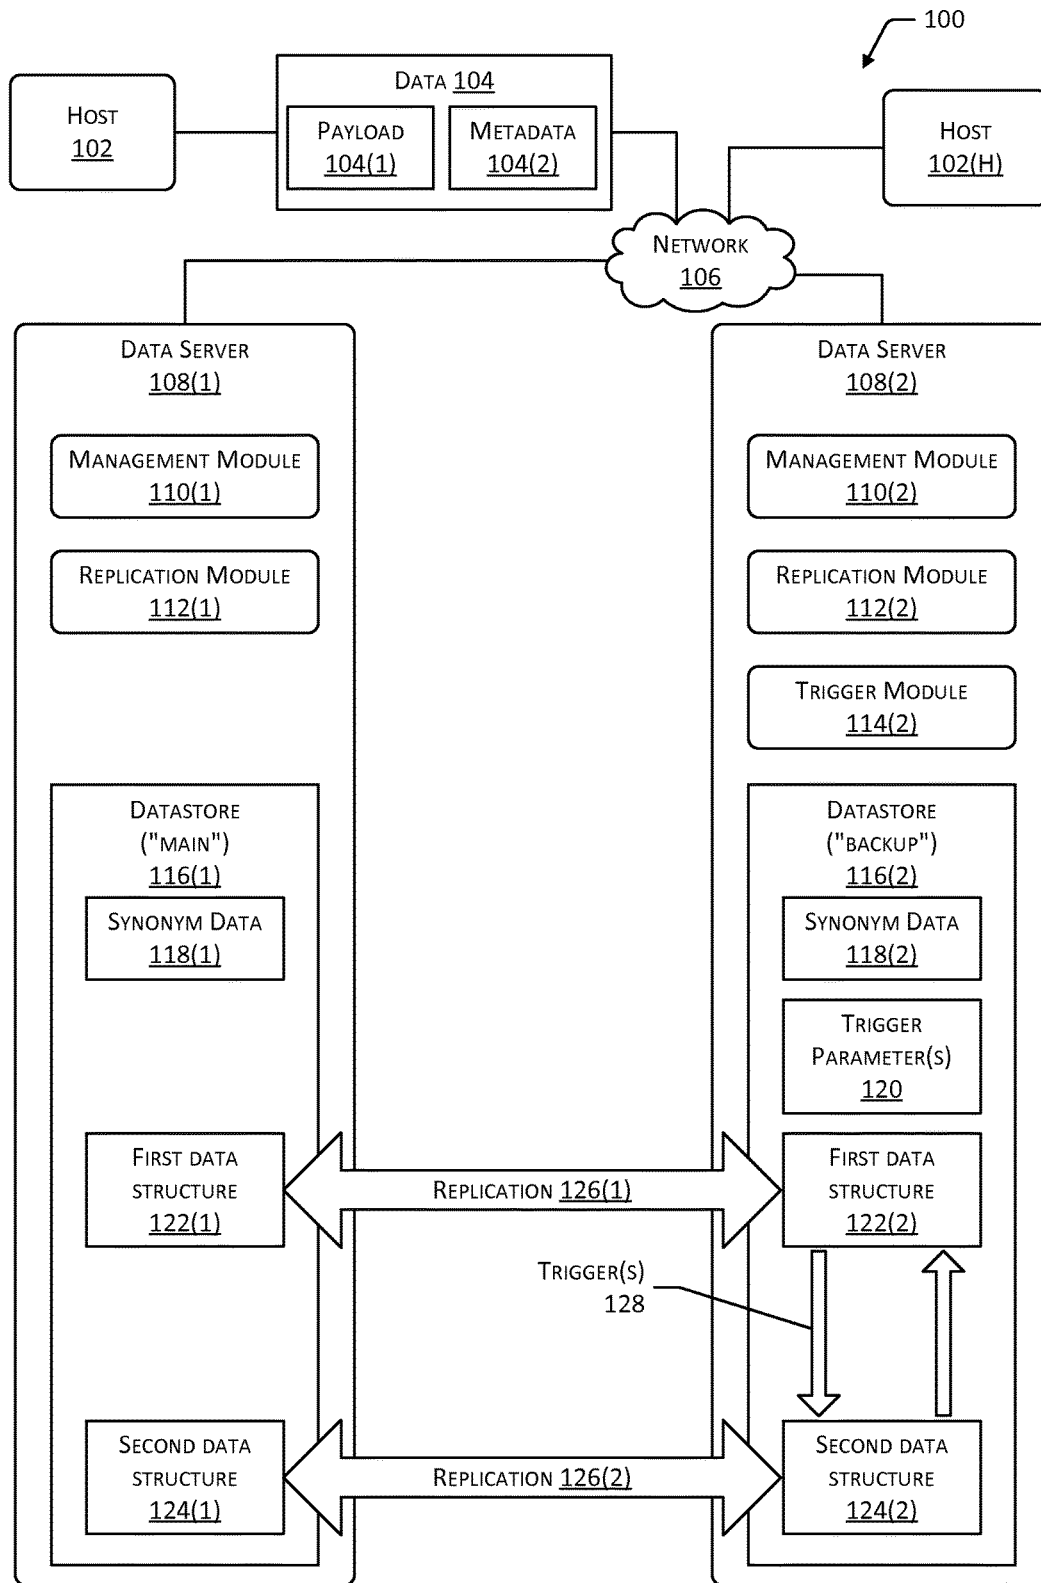 100
Data 104
Host
102
Payload
104(1)
Metadata
104(2)
Host
102(H)
Network
106
Data Server
108(1)
Management Module
110(1)
Replication Module
112(1)
Datastore
("main")
116(1)
Synonym Data
118(1)
First data
structure
122(1)
Second data
structure
124(1)
Data Server
108(2)
Management Module
110(2)
Replication Module
112(2)
Trigger Module
114(2)
Datastore
("backup")
116(2)
Synonym Data
118(2)
Trigger
Parameter(s)
120
First data
structure
122(2)
Second data
structure
124(2)
Replication 126(1)
Trigger(s)
128
Replication 126(2)